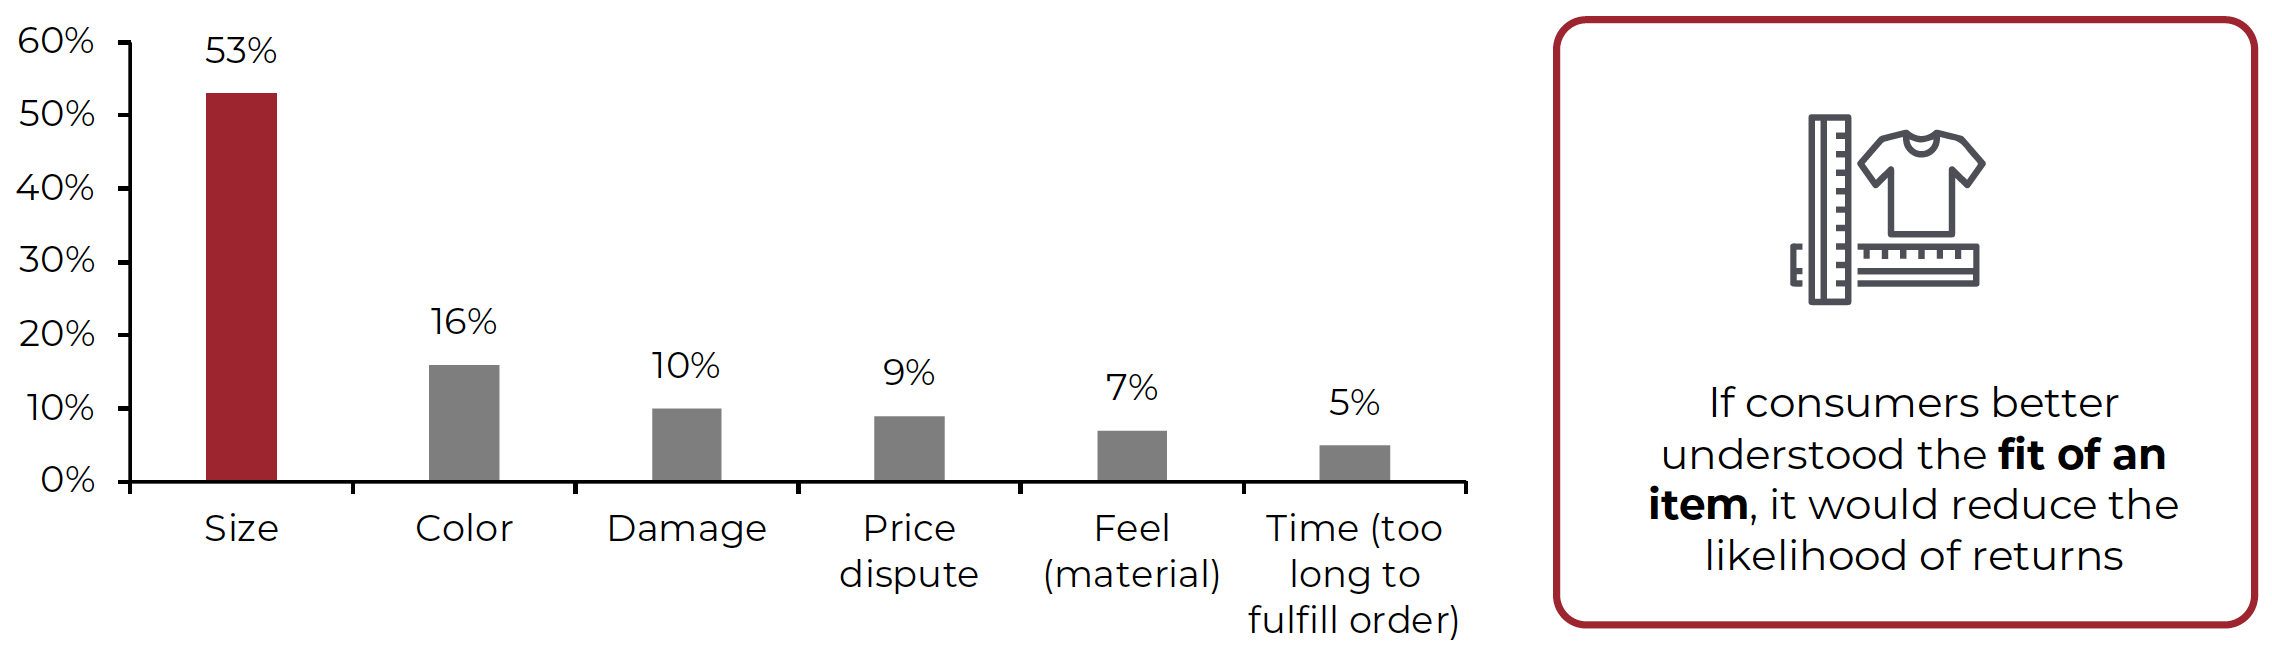 60%
50%
40%
30%
20%
10%
0%
53%
16%
10%
9%
7%
5%
Size
Color
Damage
Price
dispute
Feel
(material)
Time (too
long to
fulfill order)
If consumers better
understood the fit of an
item, it would reduce the
likelihood of returns